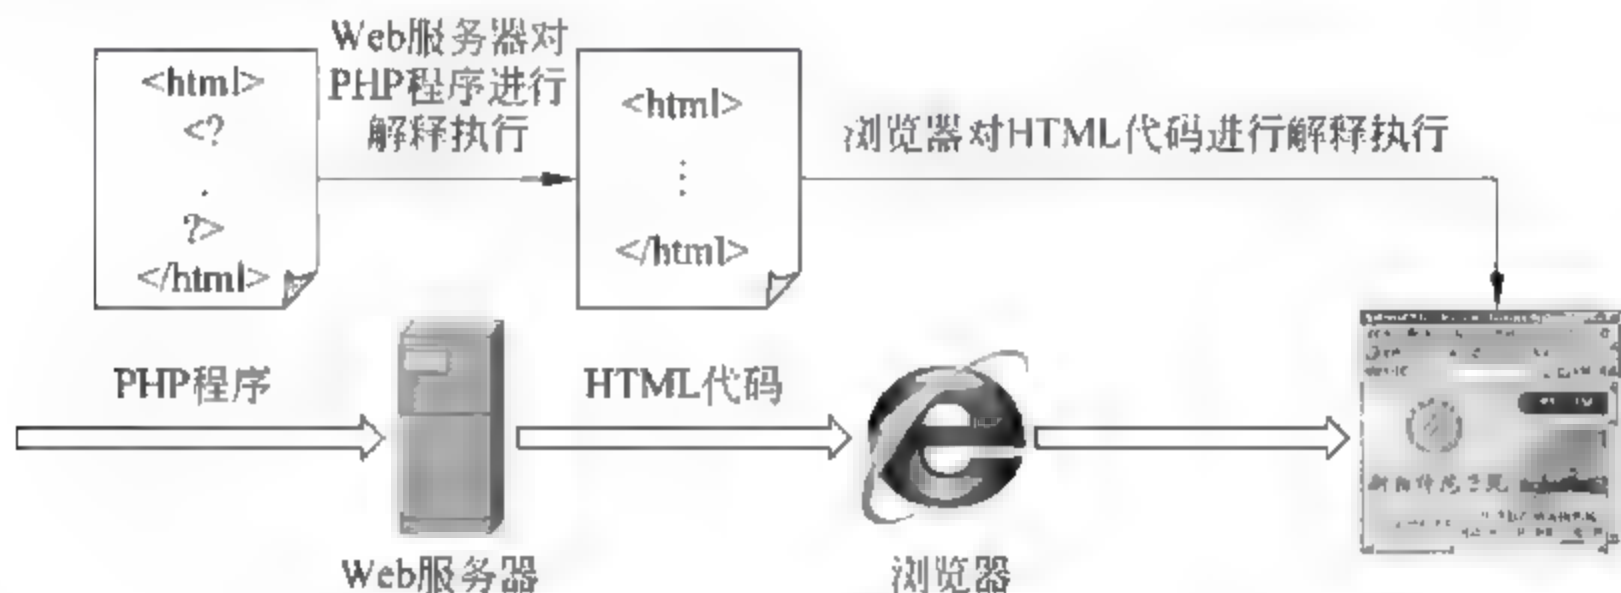 Web服务器对
PHP程序进行
解释执行
<html>
<?
.
?>
</html>
<html>
⋮
</html>
浏览器对HTML代码进行解释执行
PHP程序
HTML代码
Web服务器
浏览器